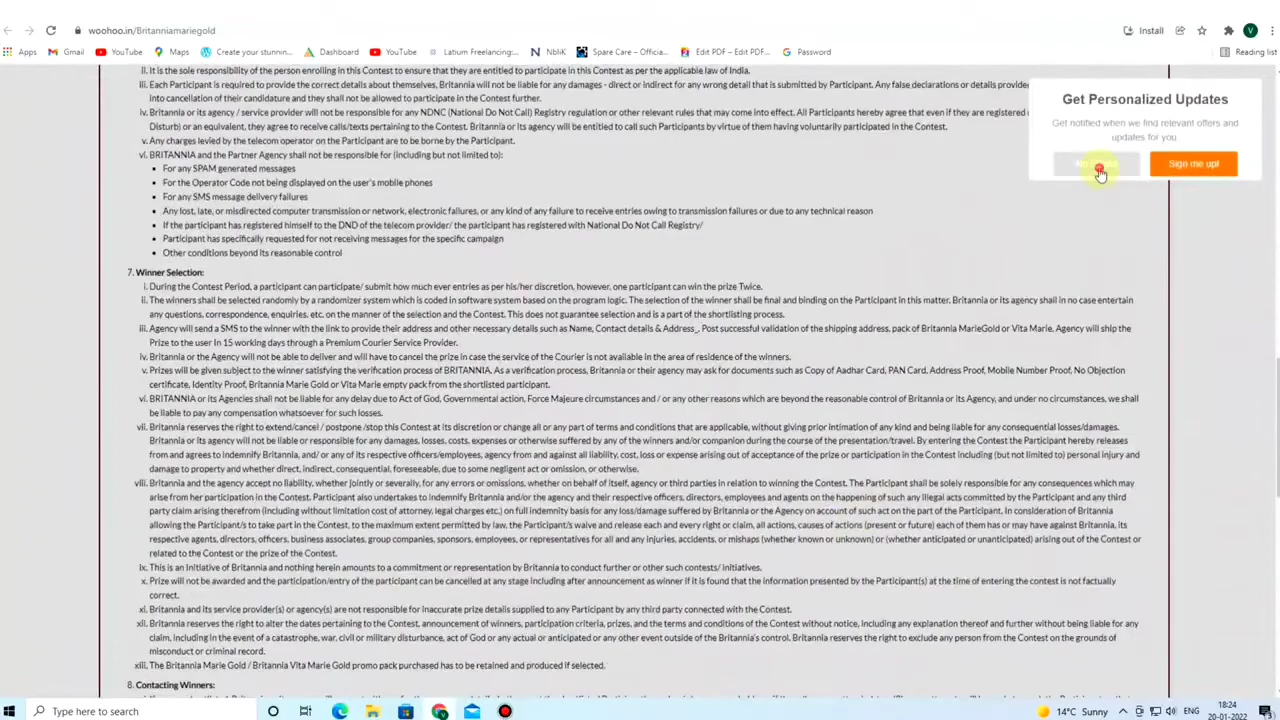 woohoo.in/Britanniamariegold
Install
Apps
Gmail
YouTube
Maps
Create your stunnin...
Dashboard
YouTube
Latium Freelancing:...
NbliK
Spare Care – Officia...
Edit PDF – Edit PDF...
Password
Reading list
ii. It is the sole responsibility of the person enrolling in this Contest to ensure that they are entitled to participate in this Contest as per the applicable law of India.
iii. Each Participant is required to provide the correct details about themselves, Britannia will not be liable for any damages - direct or indirect for any wrong detail that is submitted by Participant. Any false declarations or details provided
into cancellation of their candidature and they shall not be allowed to participate in the Contest further.
iv. Britannia or its agency / service provider will not be responsible for any NDNC (National Do Not Call) Registry regulation or other relevant rules that may come into effect. All Participants hereby agree that even if they are registered
Disturb) or an equivalent, they agree to receive calls/texts pertaining to the Contest. Britannia or its agency will be entitled to call such Participants by virtue of them having voluntarily participated in the Contest.
v. Any charges levied by the telecom operator on the Participant are to be borne by the Participant.
vi. BRITANNIA and the Partner Agency shall not be responsible for (including but not limited to):
• For any SPAM generated messages
• For the Operator Code not being displayed on the user's mobile phones
• For any SMS message delivery failures
• Any lost, late, or misdirected computer transmission or network, electronic failures, or any kind of any failure to receive entries owing to transmission failures or due to any technical reason
• If the participant has registered himself to the DND of the telecom provider/ the participant has registered with National Do Not Call Registry/
• Participant has specifically requested for not receiving messages for the specific campaign
• Other conditions beyond its reasonable control
Get Personalized Updates
Get notified when we find relevant offers and
updates for you
Sign me up!
7. Winner Selection:
i. During the Contest Period, a participant can participate/ submit how much ever entries as per his/her discretion, however, one participant can win the prize Twice.
ii. The winners shall be selected randomly by a randomizer system which is coded in software system based on the program logic. The selection of the winner shall be final and binding on the Participant in this matter. Britannia or its agency shall in no case entertain
any questions, correspondence, enquiries, etc. on the manner of the selection and the Contest. This does not guarantee selection and is a part of the shortlisting process.
iii. Agency will send a SMS to the winner with the link to provide their address and other necessary details such as Name, Contact details & Address_. Post successful validation of the shipping address, pack of Britannia MarieGold or Vita Marie, Agency will ship the
Prize to the user In 15 working days through a Premium Courier Service Provider.
iv. Britannia or the Agency will not be able to deliver and will have to cancel the prize in case the service of the Courier is not available in the area of residence of the winners.
v. Prizes will be given subject to the winner satisfying the verification process of BRITANNIA. As a verification process, Britannia or their agency may ask for documents such as Copy of Aadhar Card, PAN Card, Address Proof, Mobile Number Proof, No Objection
certificate, Identity Proof, Britannia Marie Gold or Vita Marie empty pack from the shortlisted participant.
vi. BRITANNIA or its Agencies shall not be liable for any delay due to Act of God, Governmental action, Force Majeure circumstances and / or any other reasons which are beyond the reasonable control of Britannia or its Agency, and under no circumstances, we shall
be liable to pay any compensation whatsoever for such losses.
vii. Britannia reserves the right to extend/cancel / postpone /stop this Contest at its discretion or change all or any part of terms and conditions that are applicable, without giving prior intimation of any kind and being liable for any consequential losses/damages.
Britannia or its agency will not be liable or responsible for any damages, losses, costs, expenses or otherwise suffered by any of the winners and/or companion during the course of the presentation/travel. By entering the Contest the Participant hereby releases
from and agrees to indemnify Britannia, and/ or any of its respective officers/employees, agency from and against all liability, cost, loss or expense arising out of acceptance of the prize or participation in the Contest including (but not limited to) personal injury and
damage to property and whether direct, indirect, consequential, foreseeable, due to some negligent act or omission, or otherwise.
viii. Britannia and the agency accept no liability, whether jointly or severally, for any errors or omissions, whether on behalf of itself, agency or third parties in relation to winning the Contest. The Participant shall be solely responsible for any consequences which may
arise from her participation in the Contest. Participant also undertakes to indemnify Britannia and/or the agency and their respective officers, directors, employees and agents on the happening of such any illegal acts committed by the Participant and any third
party claim arising therefrom (including without limitation cost of attorney, legal charges etc.) on full indemnity basis for any loss/damage suffered by Britannia or the Agency on account of such act on the part of the Participant. In consideration of Britannia
allowing the Participant/s to take part in the Contest, to the maximum extent permitted by law, the Participant/s waive and release each and every right or claim, all actions, causes of actions (present or future) each of them has or may have against Britannia, its
respective agents, directors, officers, business associates, group companies, sponsors, employees, or representatives for all and any injuries, accidents, or mishaps (whether known or unknown) or (whether anticipated or unanticipated) arising out of the Contest or
related to the Contest or the prize of the Contest.
ix. This is an Initiative of Britannia and nothing herein amounts to a commitment or representation by Britannia to conduct further or other such contests/ initiatives.
x. Prize will not be awarded and the participation/entry of the participant can be cancelled at any stage including after announcement as winner if it is found that the information presented by the Participant(s) at the time of entering the contest is not factually
correct.
xi. Britannia and its service provider(s) or agency(s) are not responsible for inaccurate prize details supplied to any Participant by any third party connected with the Contest.
xii. Britannia reserves the right to alter the dates pertaining to the Contest, announcement of winners, participation criteria, prizes, and the terms and conditions of the Contest without notice, including any explanation thereof and further without being liable for any
claim, including in the event of a catastrophe, war, civil or military disturbance, act of God or any actual or anticipated or any other event outside of the Britannia's control. Britannia reserves the right to exclude any person from the Contest on the grounds of
misconduct or criminal record.
xiii. The Britannia Marie Gold / Britannia Vita Marie Gold promo pack purchased has to be retained and produced if selected.
8. Contacting Winners:
Type here to search
14°C Sunny
ENG
18:24
20-01-2022